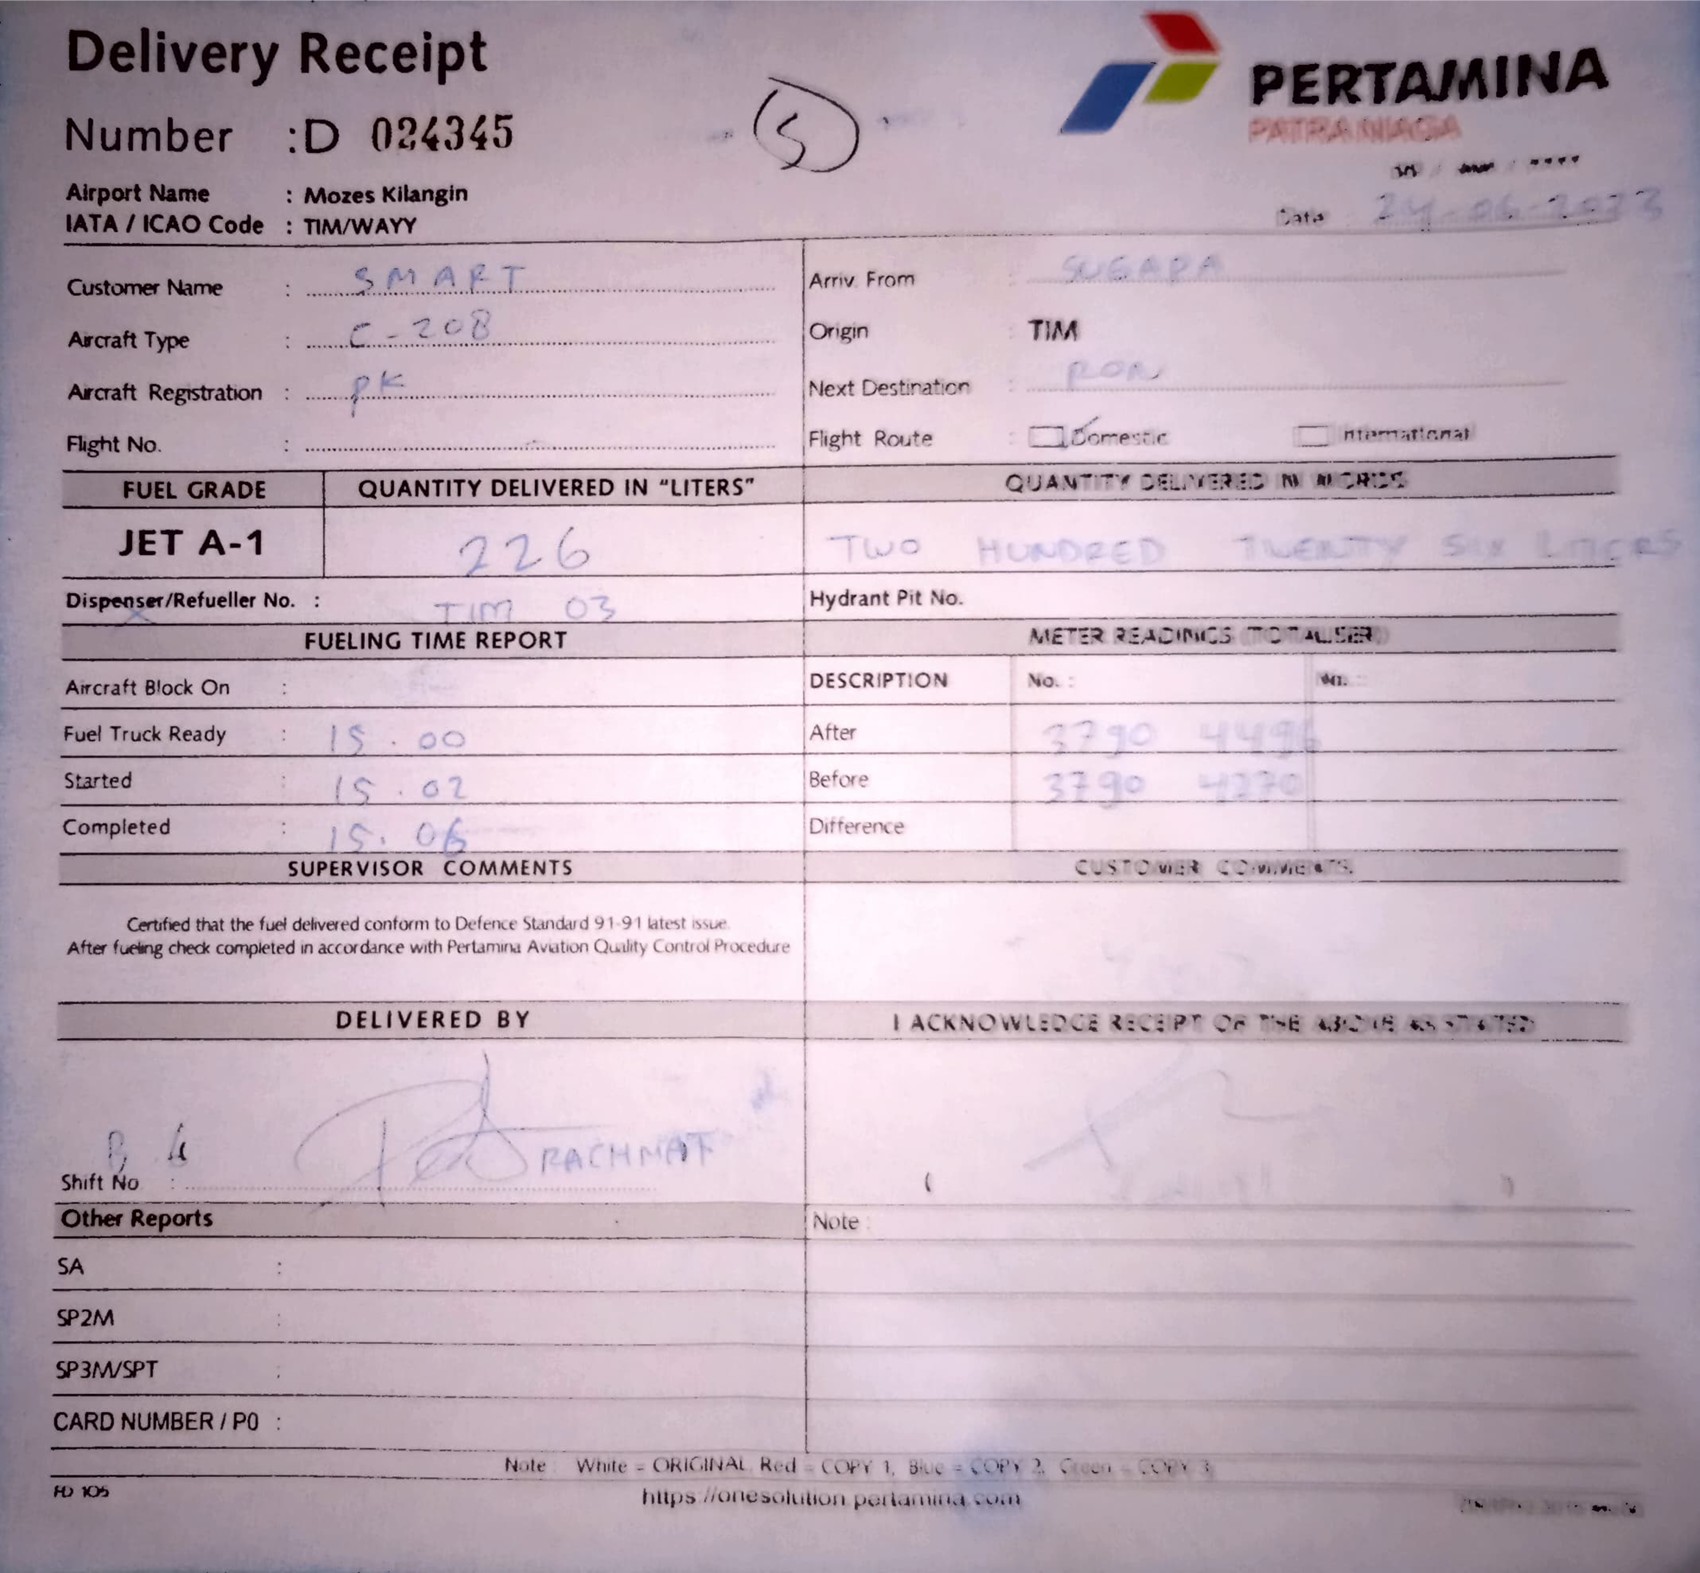 Delivery Receipt
PERTAMINA
PATRA NIAGA
Number : D 024345
5
Airport Name : Mozes Kilangin
IATA / ICAO Code : TIM/WAYY
Date 24-06-2023
Customer Name : SMART
Arriv. From : SUGAPA
Aircraft Type : C-208
Origin : TIM
Aircraft Registration : PK
Next Destination : RON
Flight No. :
Flight Route : Domestic International
FUEL GRADE QUANTITY DELIVERED IN "LITERS" QUANTITY DELIVERED IN WORDS
JET A-1 226 TWO HUNDRED TWENTY SIX LITERS
Dispenser/Refueller No. : TIM 03 Hydrant Pit No.
FUELING TIME REPORT METER READINGS (TOTALISER)
Aircraft Block On : DESCRIPTION No. :
Fuel Truck Ready : 15.00 After 3790 4496
Started : 15.02 Before 3790 4270
Completed : 15.06 Difference
SUPERVISOR COMMENTS CUSTOMER COMMENTS
Certified that the fuel delivered conform to Defence Standard 91-91 latest issue.
After fueling check completed in accordance with Pertamina Aviation Quality Control Procedure
DELIVERED BY I ACKNOWLEDGE RECEIPT OF THE ABOVE AS STATED
RACHMAT
Shift No : ( )
Other Reports Note :
SA :
SP2M :
SP3M/SPT :
CARD NUMBER / PO :
Note : White = ORIGINAL, Red = COPY 1, Blue = COPY 2, Green = COPY 3
FD 105
https://onesolution.pertamina.com